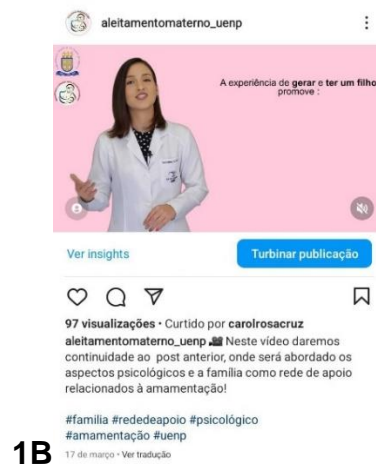 aleitamentomaterno_uenp
A experiência de gerar e ter um filho
promove :
Ver insights
Turbinar publicação
97 visualizações • Curtido por carolrosacruz
aleitamentomaterno_uenp 🎥 Neste vídeo daremos
continuidade ao post anterior, onde será abordado os
aspectos psicológicos e a família como rede de apoio
relacionados à amamentação!
#familia #rededeapoio #psicológico
#amamentação #uenp
17 de março • Ver tradução
1B